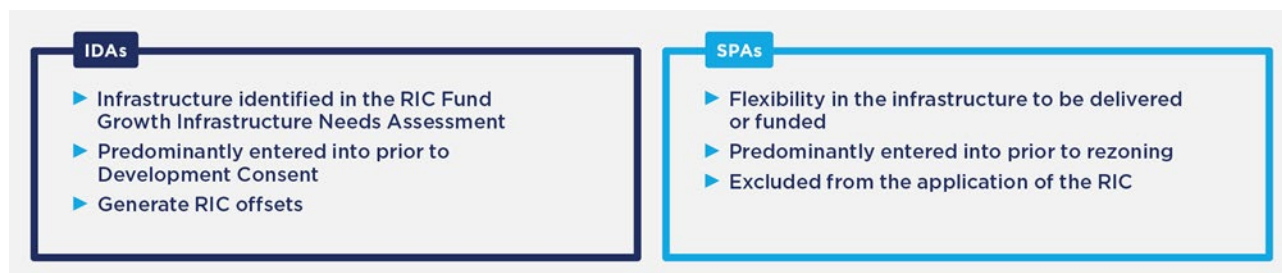 IDAs
▶ Infrastructure identified in the RIC Fund
Growth Infrastructure Needs Assessment
▶ Predominantly entered into prior to
Development Consent
▶ Generate RIC offsets
SPAs
▶ Flexibility in the infrastructure to be delivered
or funded
▶ Predominantly entered into prior to rezoning
▶ Excluded from the application of the RIC